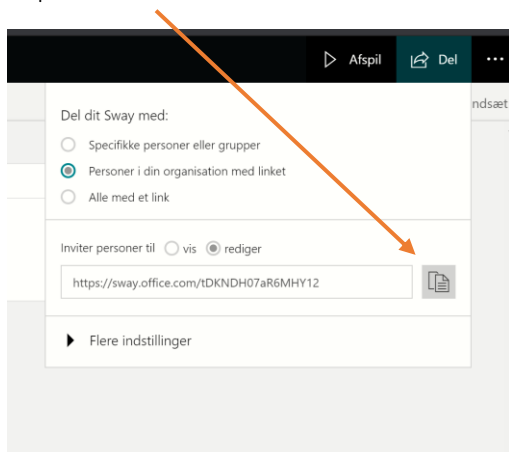 Afspil Del ...
ndsæt
Del dit Sway med:
Specifikke personer eller grupper
Personer i din organisation med linket
Alle med et link
Inviter personer til vis rediger
https://sway.office.com/tDKNDH07aR6MHY12
Flere indstillinger